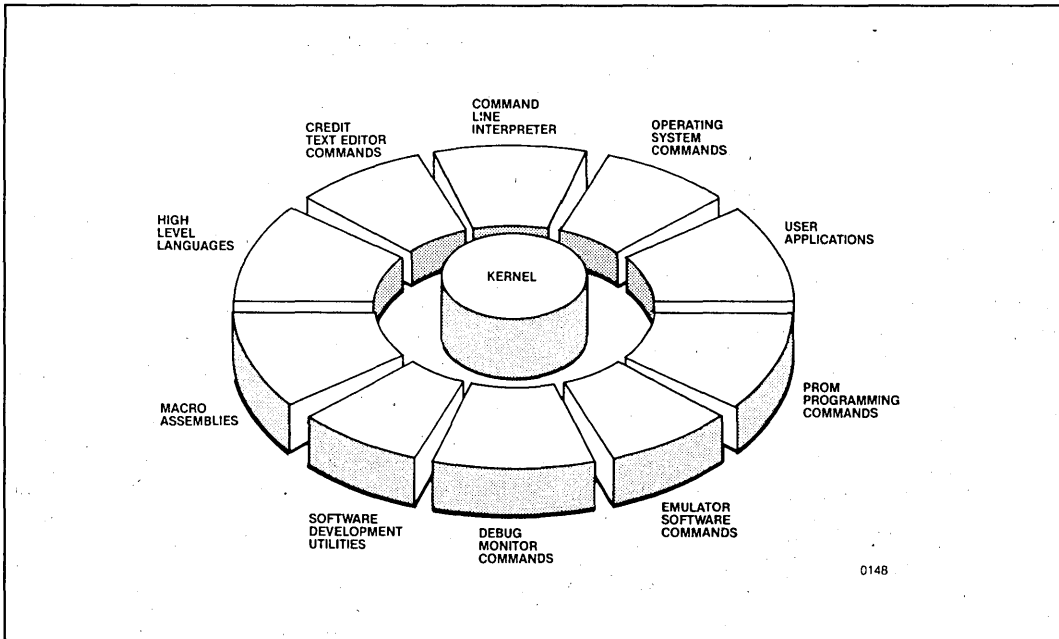 COMMAND
LINE
INTERPRETER
CREDIT
TEXT EDITOR
COMMANDS
OPERATING
SYSTEM
COMMANDS
HIGH
LEVEL
LANGUAGES
USER
APPLICATIONS
KERNEL
MACRO
ASSEMBLIES
PROM
PROGRAMMING
COMMANDS
SOFTWARE
DEVELOPMENT
UTILITIES
DEBUG
MONITOR
COMMANDS
EMULATOR
SOFTWARE
COMMANDS
0148